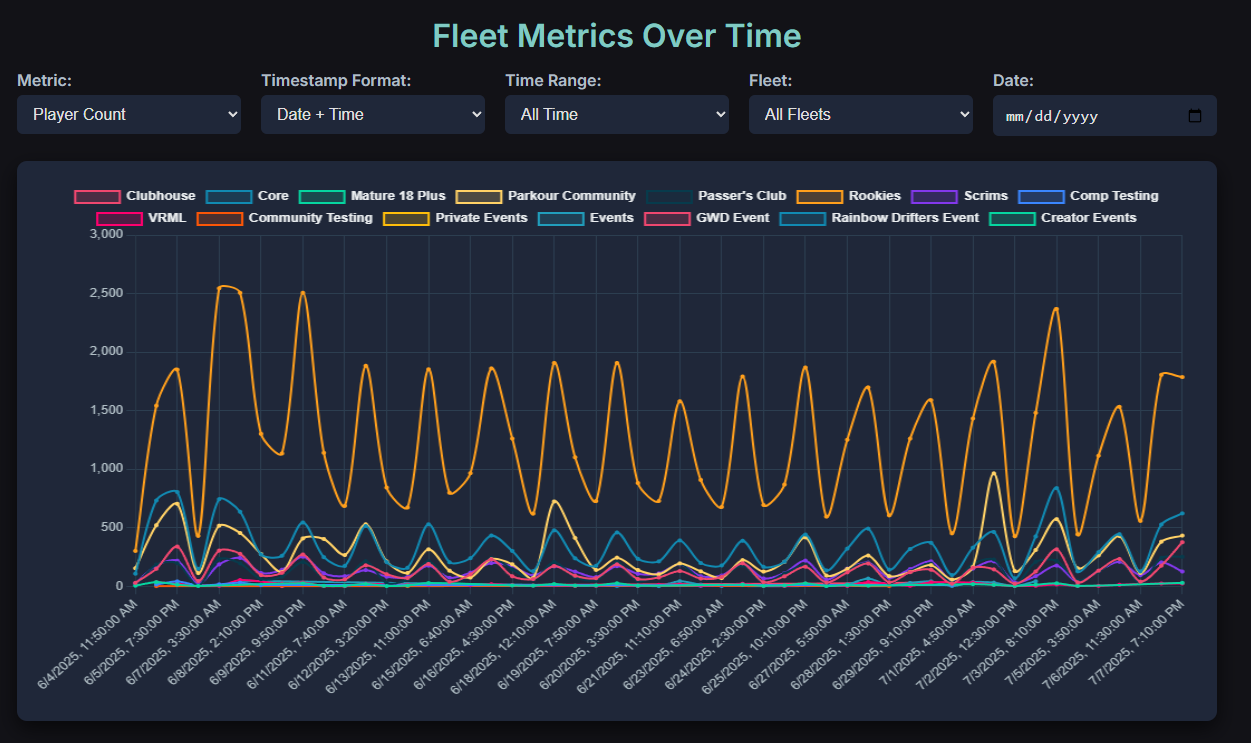 Fleet Metrics Over Time
Metric: Timestamp Format: Time Range: Fleet: Date:
Player Count Date + Time All Time All Fleets mm/dd/yyyy
Clubhouse Core Mature 18 Plus Parkour Community Passer's Club Rookies Scrims Comp Testing
VRML Community Testing Private Events Events GWD Event Rainbow Drifters Event Creator Events
3,000
2,500
2,000
1,500
1,000
500
0
6/4/2025, 11:50:00 AM
6/5/2025, 7:30:00 PM
6/7/2025, 3:30:00 AM
6/8/2025, 2:10:00 PM
6/9/2025, 9:50:00 PM
6/11/2025, 7:40:00 AM
6/12/2025, 3:20:00 PM
6/13/2025, 11:00:00 PM
6/15/2025, 6:40:00 AM
6/16/2025, 4:30:00 PM
6/18/2025, 12:10:00 AM
6/19/2025, 7:50:00 AM
6/20/2025, 3:30:00 PM
6/21/2025, 11:10:00 PM
6/23/2025, 6:50:00 AM
6/24/2025, 2:30:00 PM
6/25/2025, 10:10:00 PM
6/27/2025, 5:50:00 AM
6/28/2025, 1:30:00 PM
6/29/2025, 9:10:00 PM
7/1/2025, 4:50:00 AM
7/2/2025, 12:30:00 PM
7/3/2025, 8:10:00 PM
7/5/2025, 3:50:00 AM
7/6/2025, 11:30:00 AM
7/7/2025, 7:10:00 PM